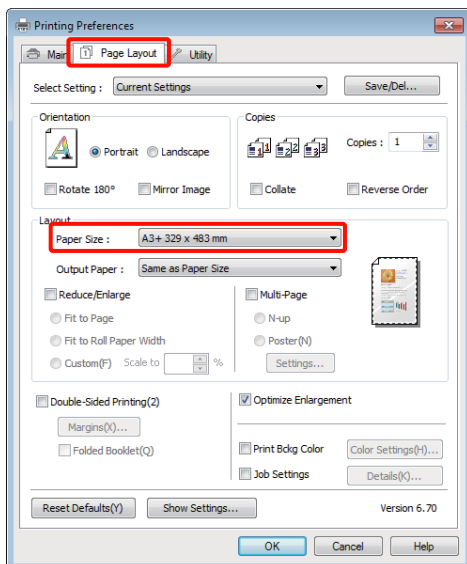 Printing Preferences
Main Page Layout Utility
Select Setting : Current Settings Save/Del...
Orientation Copies
Portrait Landscape Copies : 1
Rotate 180° Mirror Image Collate Reverse Order
Layout
Paper Size : A3+ 329 x 483 mm
Output Paper : Same as Paper Size
Reduce/Enlarge Multi-Page
Fit to Page N-up
Fit to Roll Paper Width Poster(N)
Custom(F) Scale to % Settings...
Double-Sided Printing(2) Optimize Enlargement
Margins(X)...
Folded Booklet(Q) Print Bckg Color Color Settings(H)...
Job Settings Details(K)...
Reset Defaults(Y) Show Settings... Version 6.70
OK Cancel Help